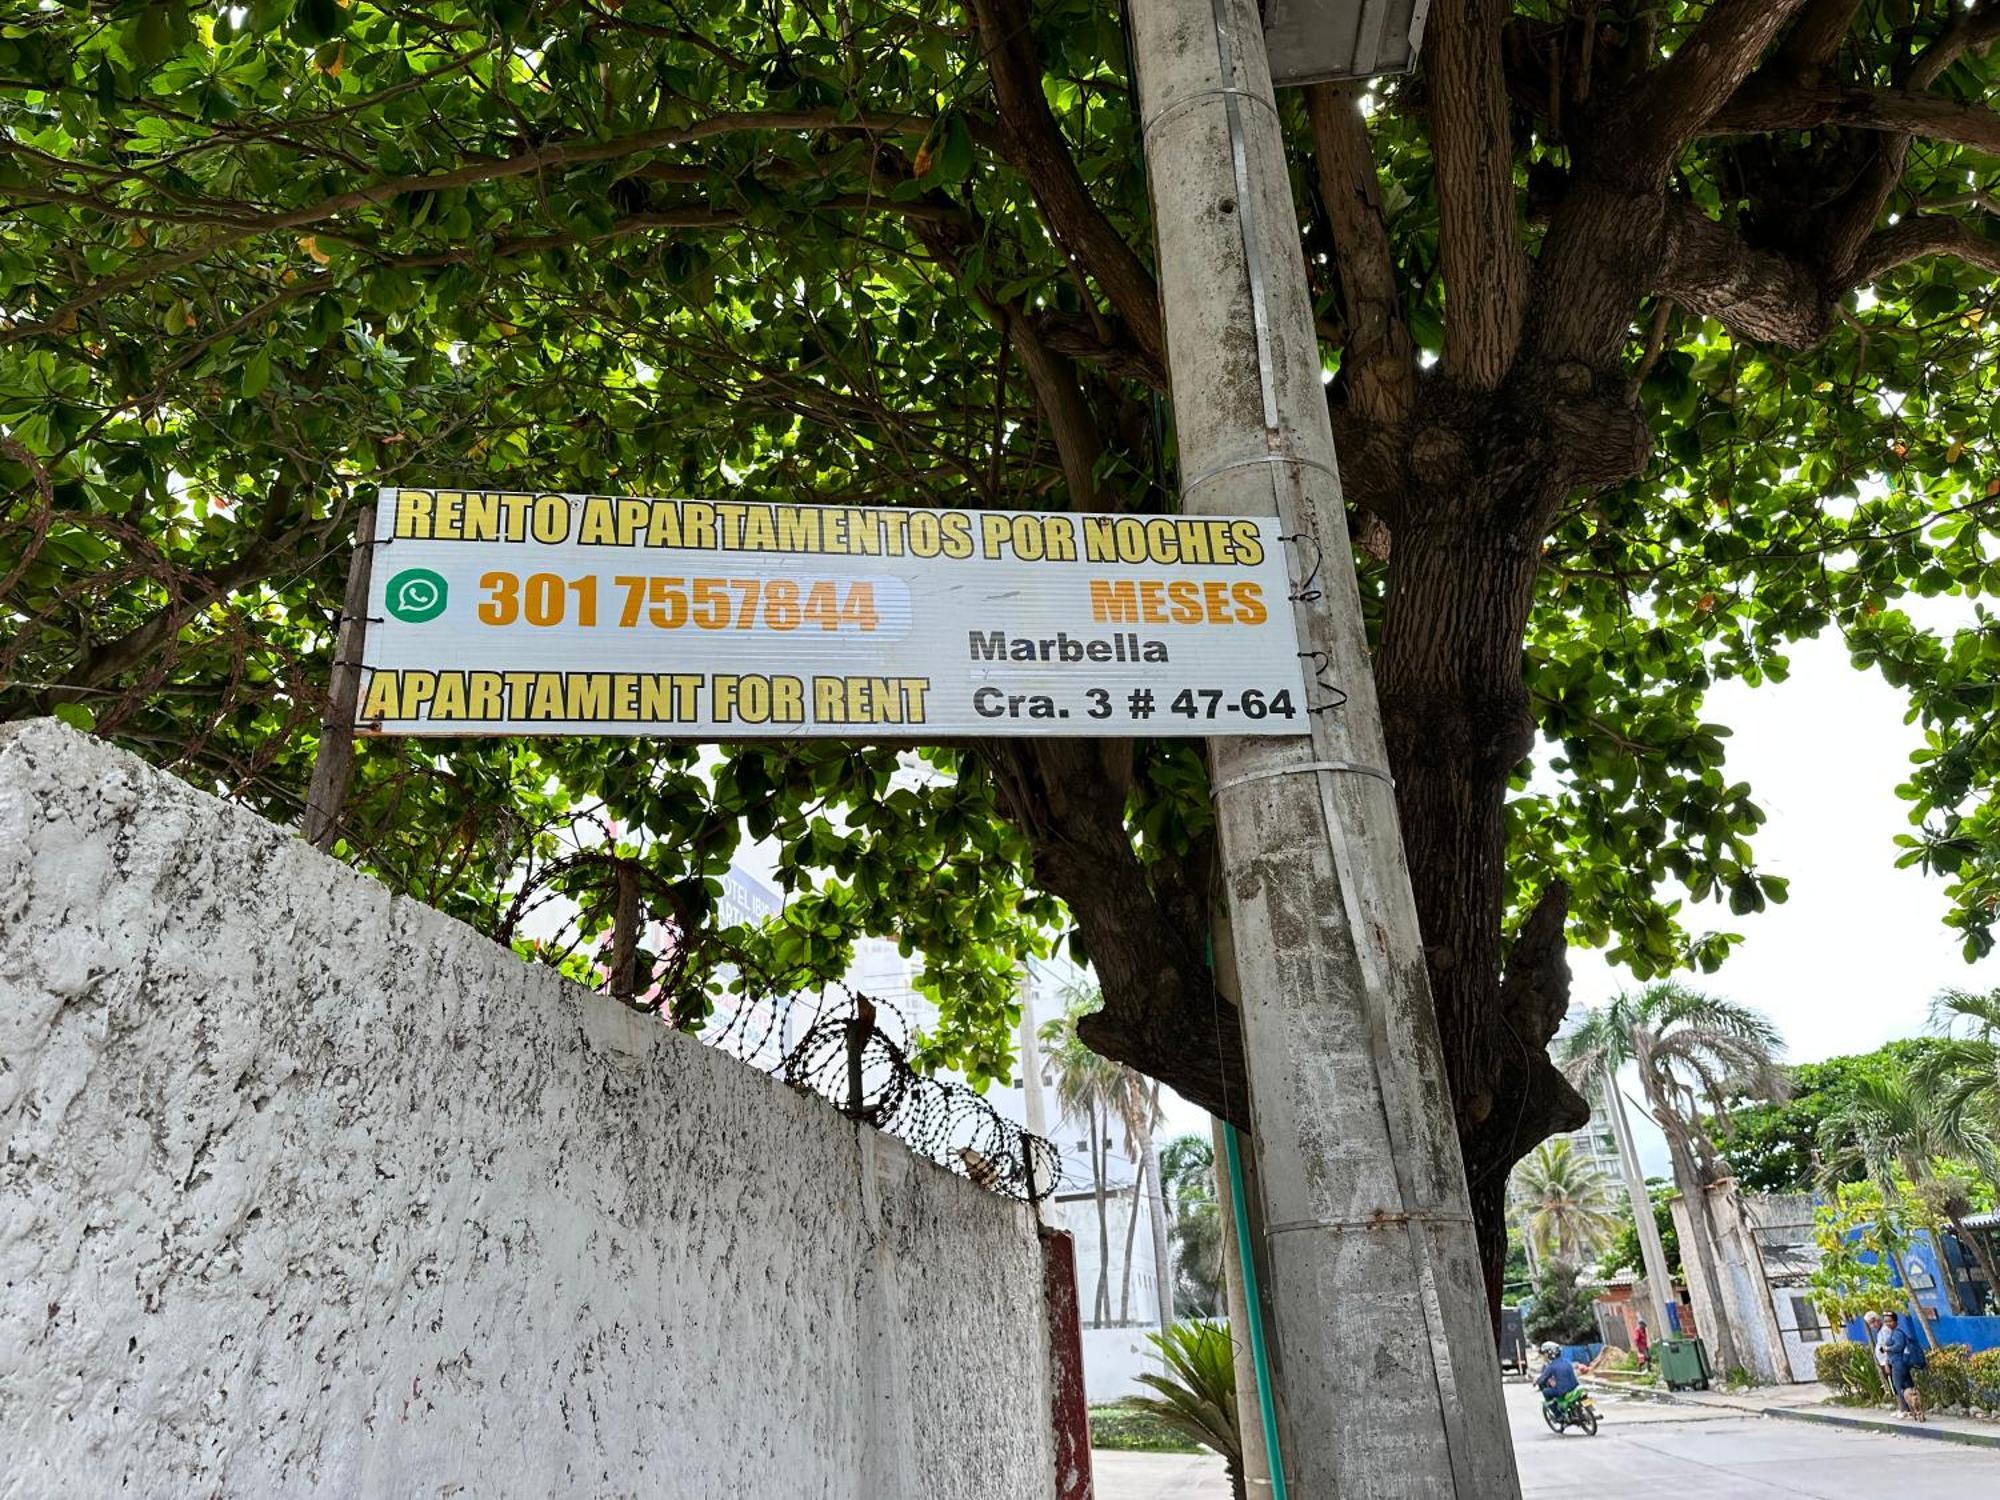 RENTO APARTAMENTOS POR NOCHES
301 7557844 MESES
Marbella
APARTAMENT FOR RENT Cra. 3 # 47-64